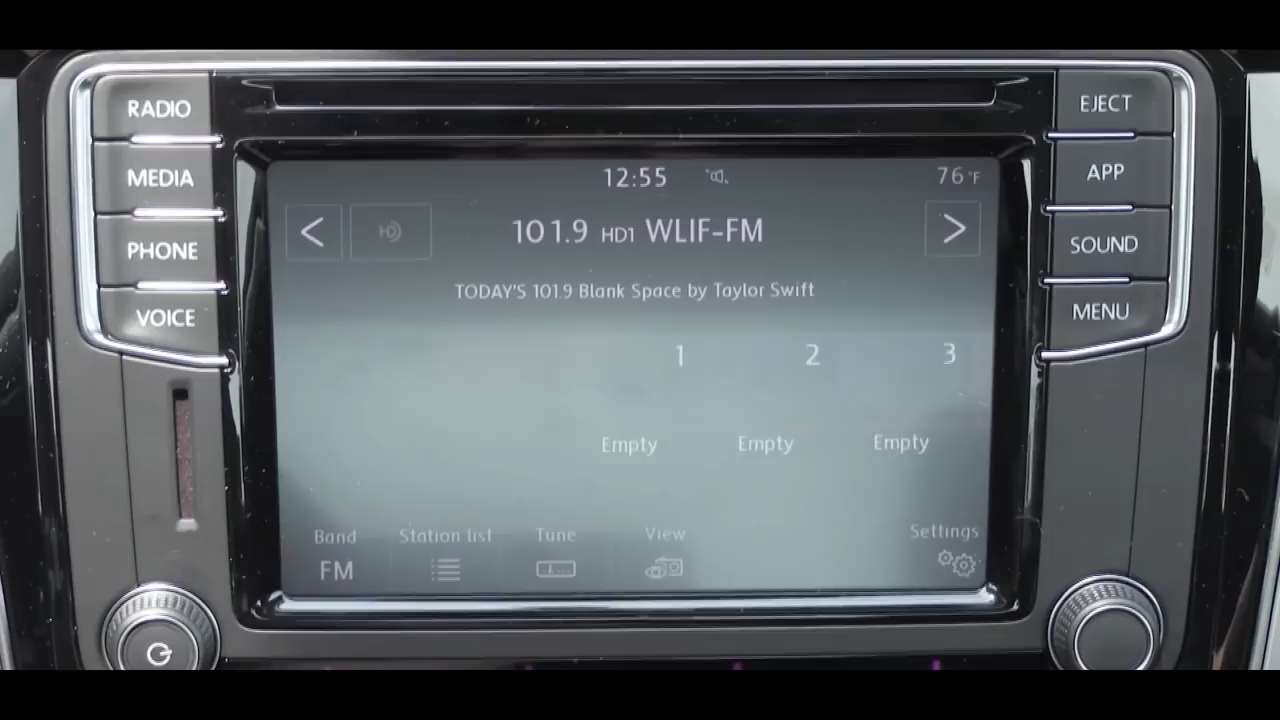 RADIO
MEDIA
PHONE
VOICE
12:55
76°F
101.9 HD1 WLIF-FM
TODAY'S 101.9 Blank Space by Taylor Swift
1 2 3
Empty Empty Empty
Band Station list Tune View Settings
FM
EJECT
APP
SOUND
MENU